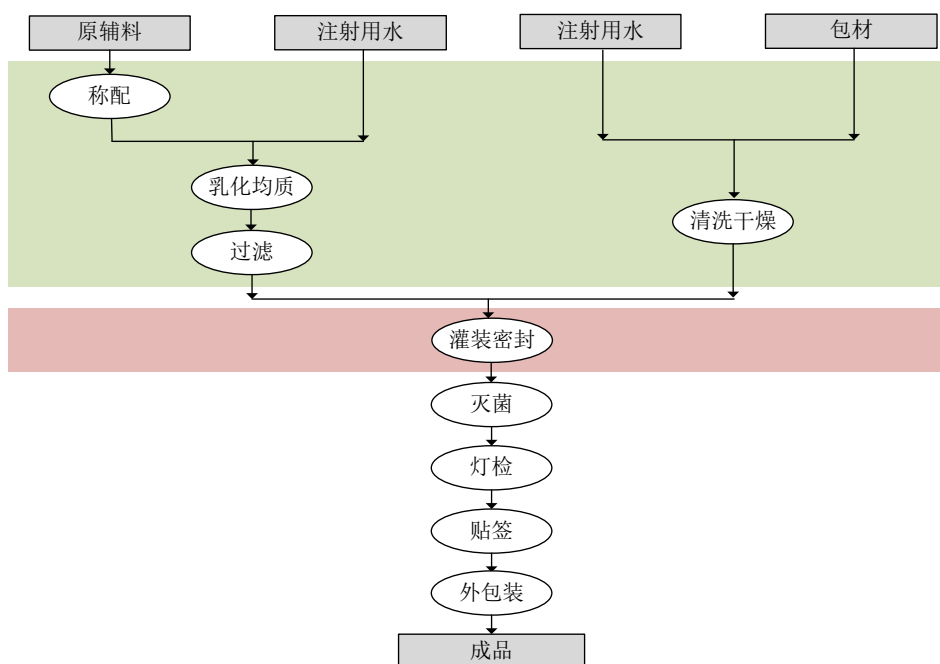 原辅料
注射用水
注射用水
包材
称配
乳化均质
过滤
清洗干燥
灌装密封
灭菌
灯检
贴签
外包装
成品